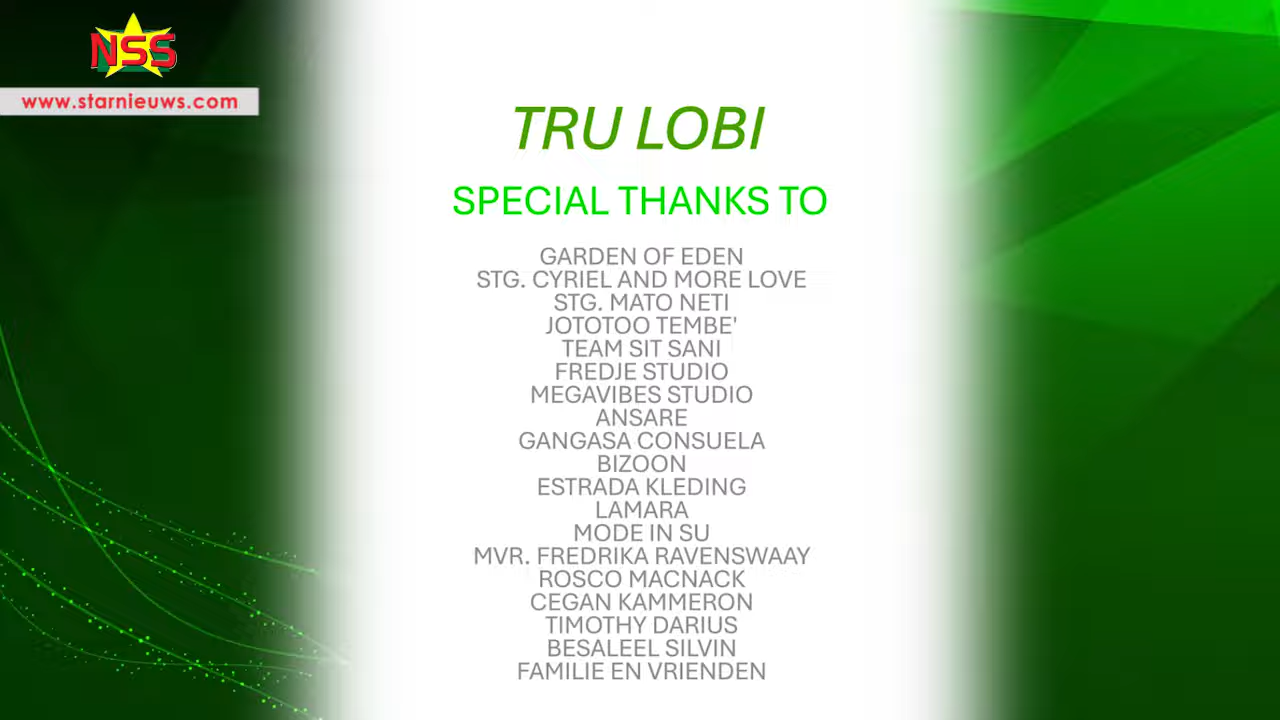 NSS
www.starnieuws.com
TRU LOBI
SPECIAL THANKS TO
GARDEN OF EDEN
STG. CYRIEL AND MORE LOVE
STG. MATO NETI
JOTOTOO TEMBE'
TEAM SIT SANI
FREDJE STUDIO
MEGAVIBES STUDIO
ANSARE
GANGASA CONSUELA
BIZOON
ESTRADA KLEDING
LAMARA
MODE IN SU
MVR. FREDRIKA RAVENSWAAY
ROSCO MACNACK
CEGAN KAMMERON
TIMOTHY DARIUS
BESALEEL SILVIN
FAMILIE EN VRIENDEN